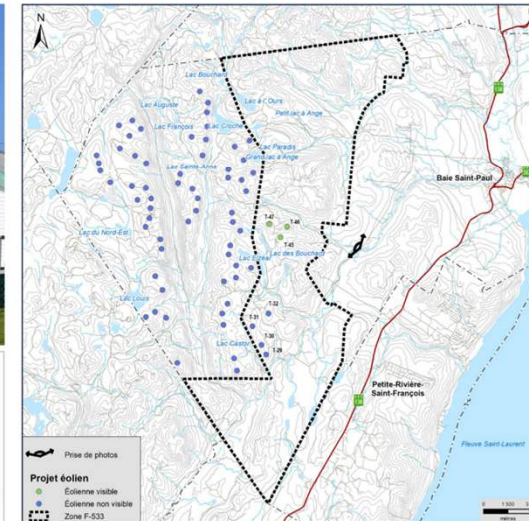 N
Lac Bouchard
Lac Auguste
Lac à L'Ours
Petit lac à Ange
Lac François
Lac Croche
Lac Paradis
Grand lac à Ange
Lac Sainte-Anne
Baie Saint-Paul
T-47
T-46
T-45
Lac du Nord-Est
Lac des Bouchard
Lac Louis
T-32
T-31
Lac Castor
T-30
T-29
Petite-Rivière-
Saint-François
Fleuve Saint-Laurent
Prise de photos
Projet éolien
Éolienne visible
Éolienne non visible
Zone F-533
0
mètres